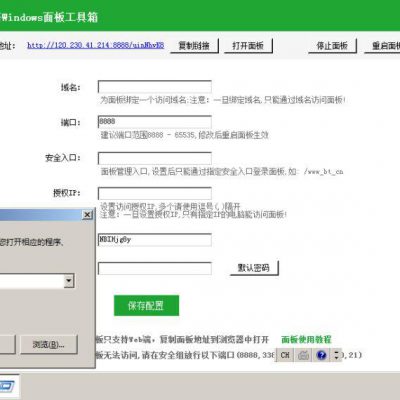 Windows面板工具箱
地址: http://120.230.41.214:8888/uinNhvK8 复制链接 打开面板 停止面板 重启面板
域名:
为面板绑定一个访问域名;注意：一旦绑定域名,只能通过域名访问面板!
端口: 8888
建议端口范围8888 - 65535,修改后重启面板生效
安全入口:
面板管理入口,设置后只能通过指定安全入口登录面板,如: /www_bt_cn
授权IP:
设置访问授权IP,多个请使用逗号(,)隔开
注意：一旦设置授权IP,只有指定IP的电脑能访问面板!
您打开相应的程序、
NBIHjg8y
默认密码
保存配置
浏览(B)...
板只支持Web端，复制面板地址到浏览器中打开 面板使用教程
板无法访问,请在安全组放行以下端口(8888,338 CH ,21)